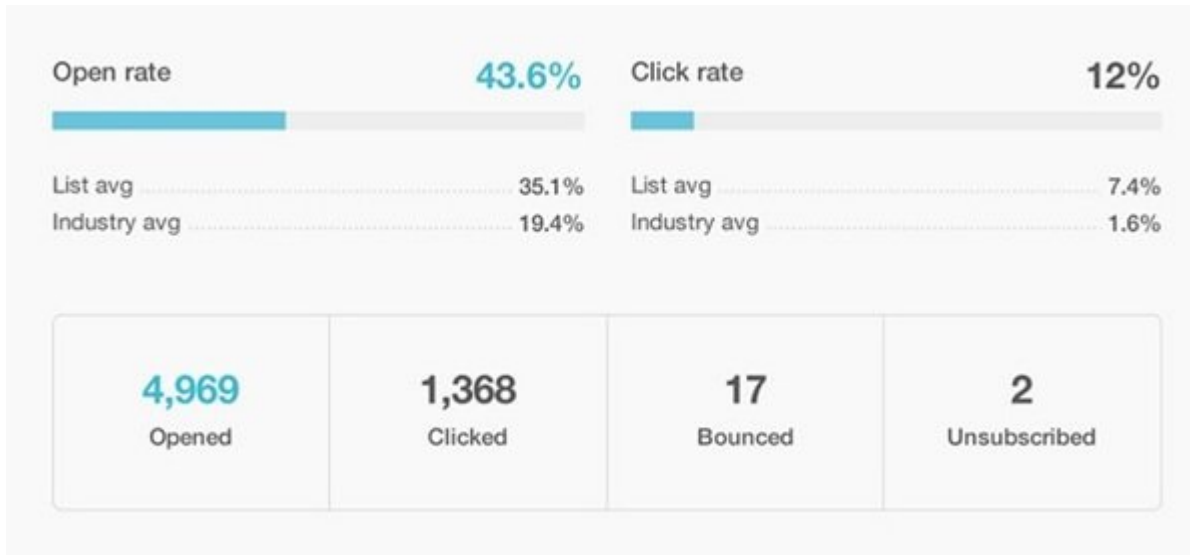 Open rate 43.6%
Click rate 12%
List avg 35.1%
Industry avg 19.4%
List avg 7.4%
Industry avg 1.6%
4,969
Opened
1,368
Clicked
17
Bounced
2
Unsubscribed